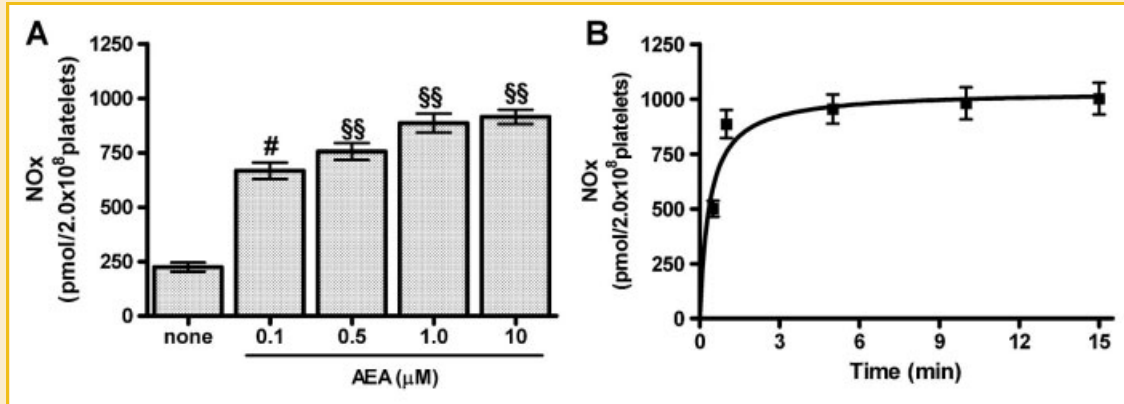 A
NOx
(pmol/2.0x10⁸platelets)
1250
1000
750
500
250
0
#
§§
§§
§§
none
0.1
0.5
1.0
10
AEA (μM)
B
NOx
(pmol/2.0x10⁸platelets)
1250
1000
750
500
250
0
0
3
6
9
12
15
Time (min)